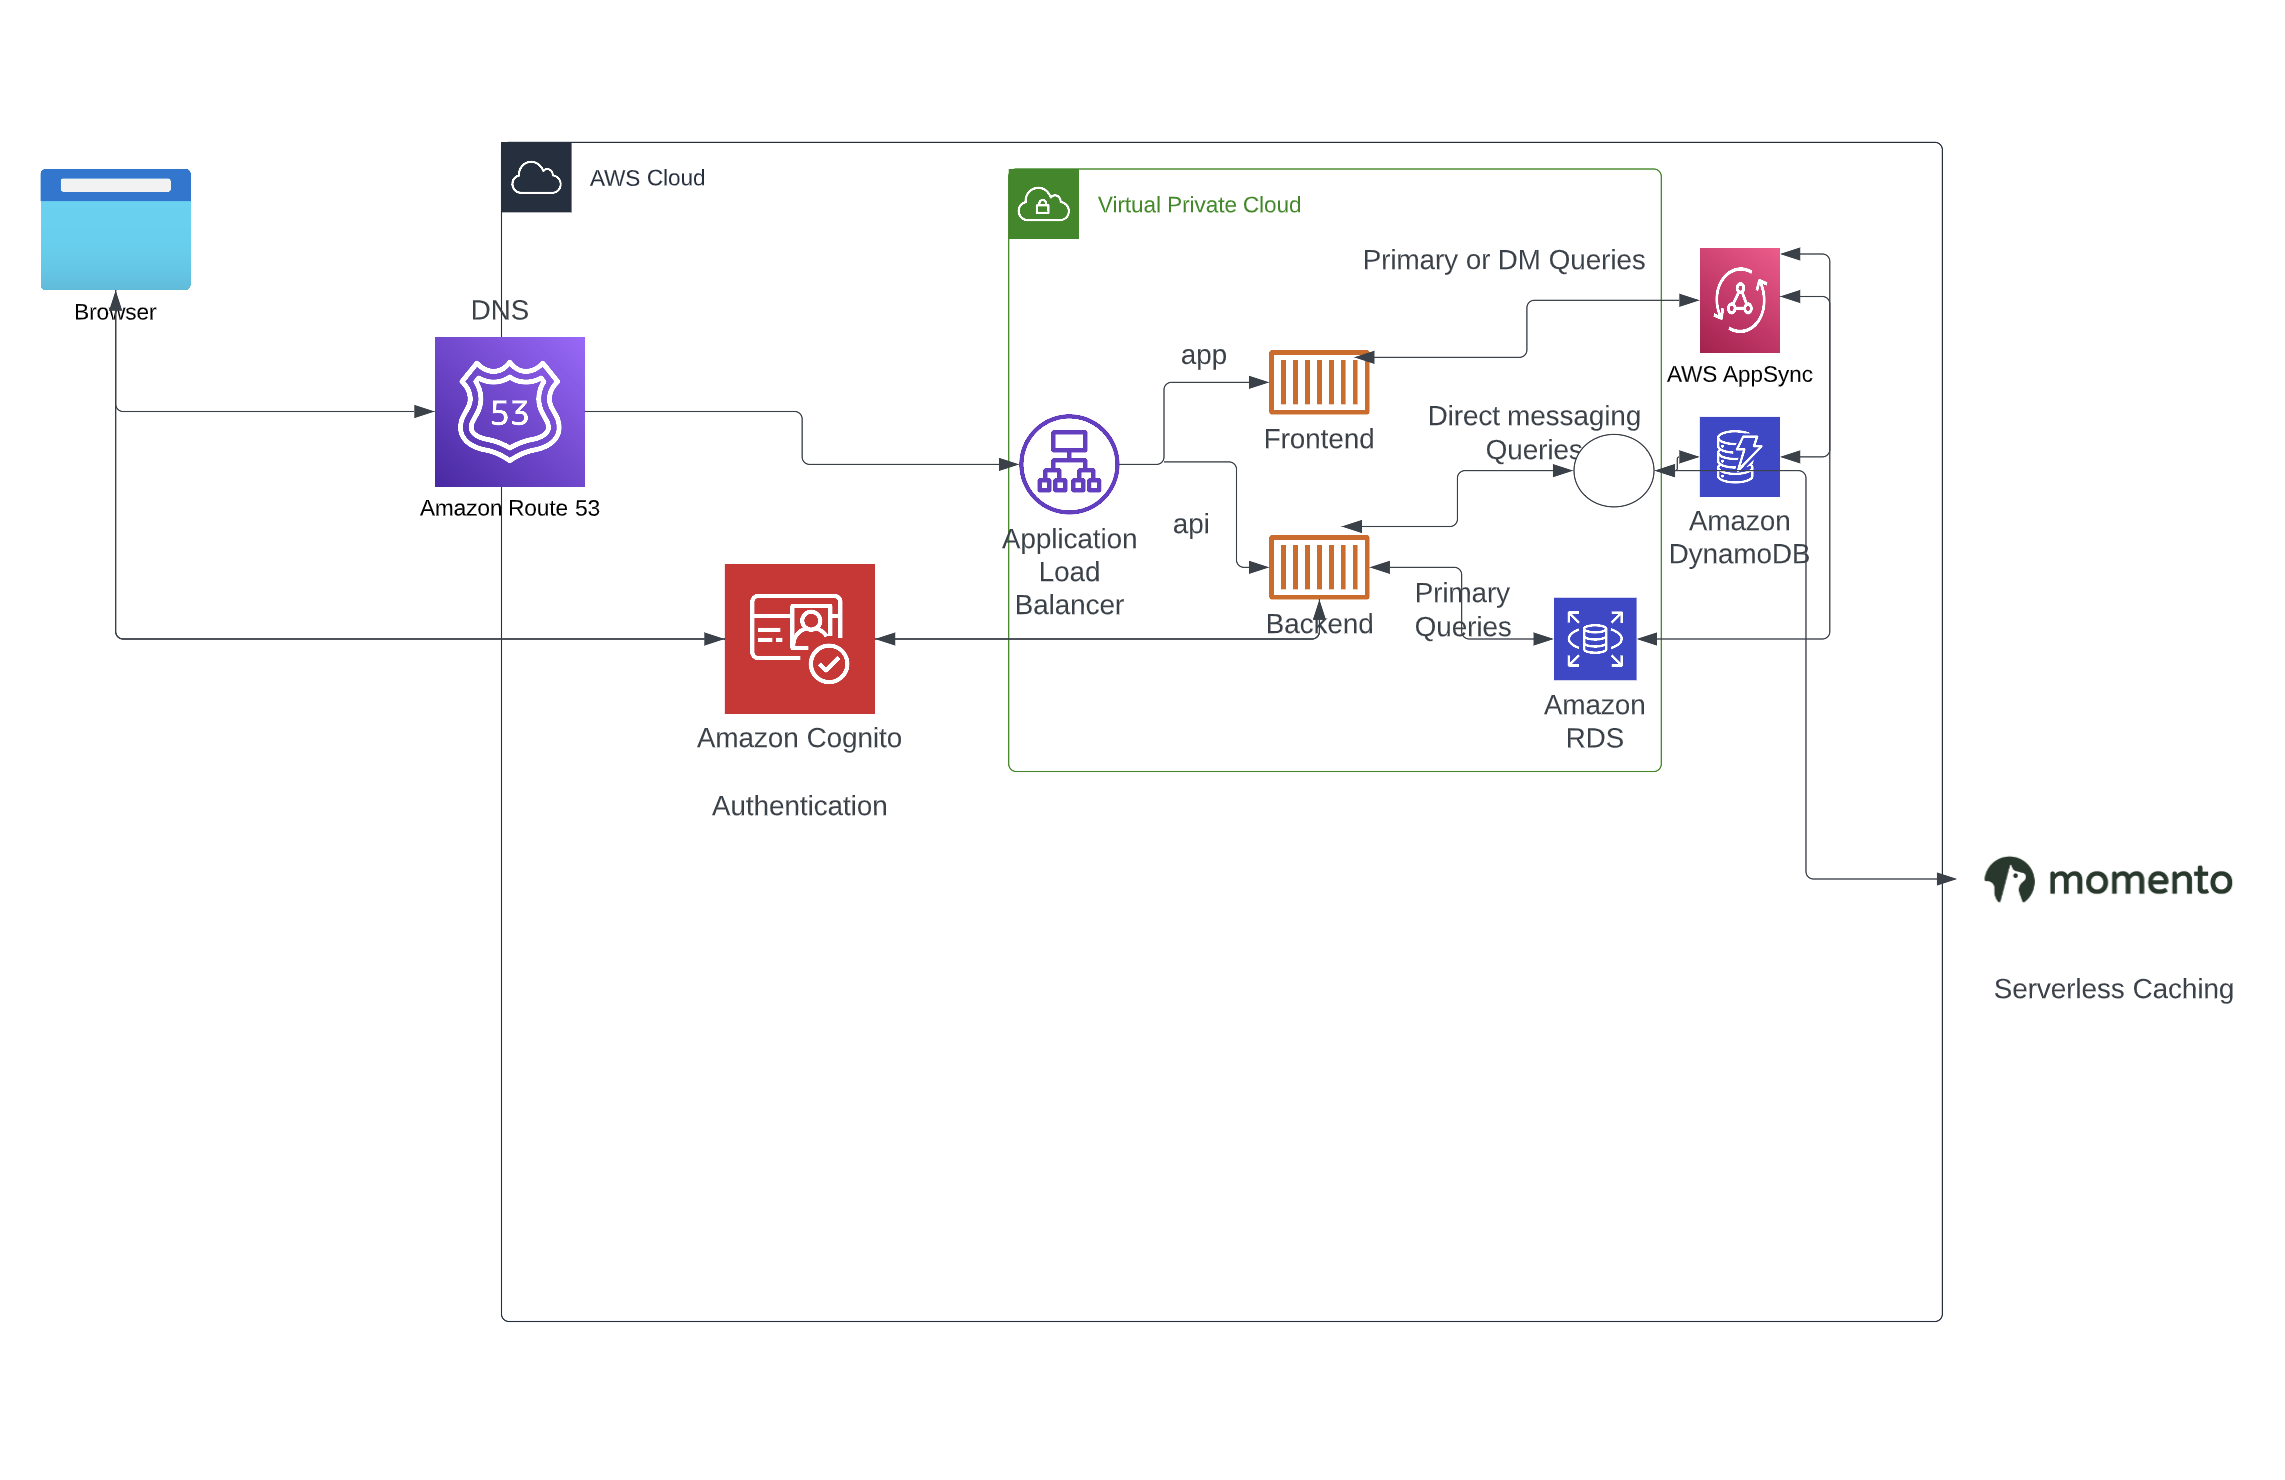 AWS Cloud
Virtual Private Cloud
Browser
DNS
53
Amazon Route 53
Primary or DM Queries
app
Frontend
AWS AppSync
Direct messaging
Queries
api
Application
Load
Balancer
Backend
Primary
Queries
Amazon
DynamoDB
Amazon
RDS
Amazon Cognito
Authentication
momento
Serverless Caching